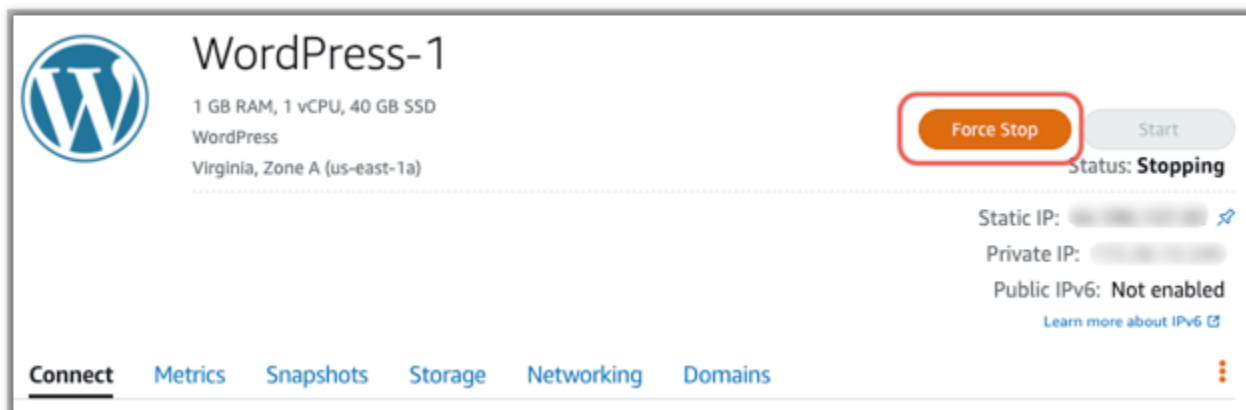 WordPress-1
1 GB RAM, 1 vCPU, 40 GB SSD
WordPress
Virginia, Zone A (us-east-1a)
Force Stop
Start
Status: Stopping
Static IP:
Private IP:
Public IPv6: Not enabled
Learn more about IPv6
Connect Metrics Snapshots Storage Networking Domains